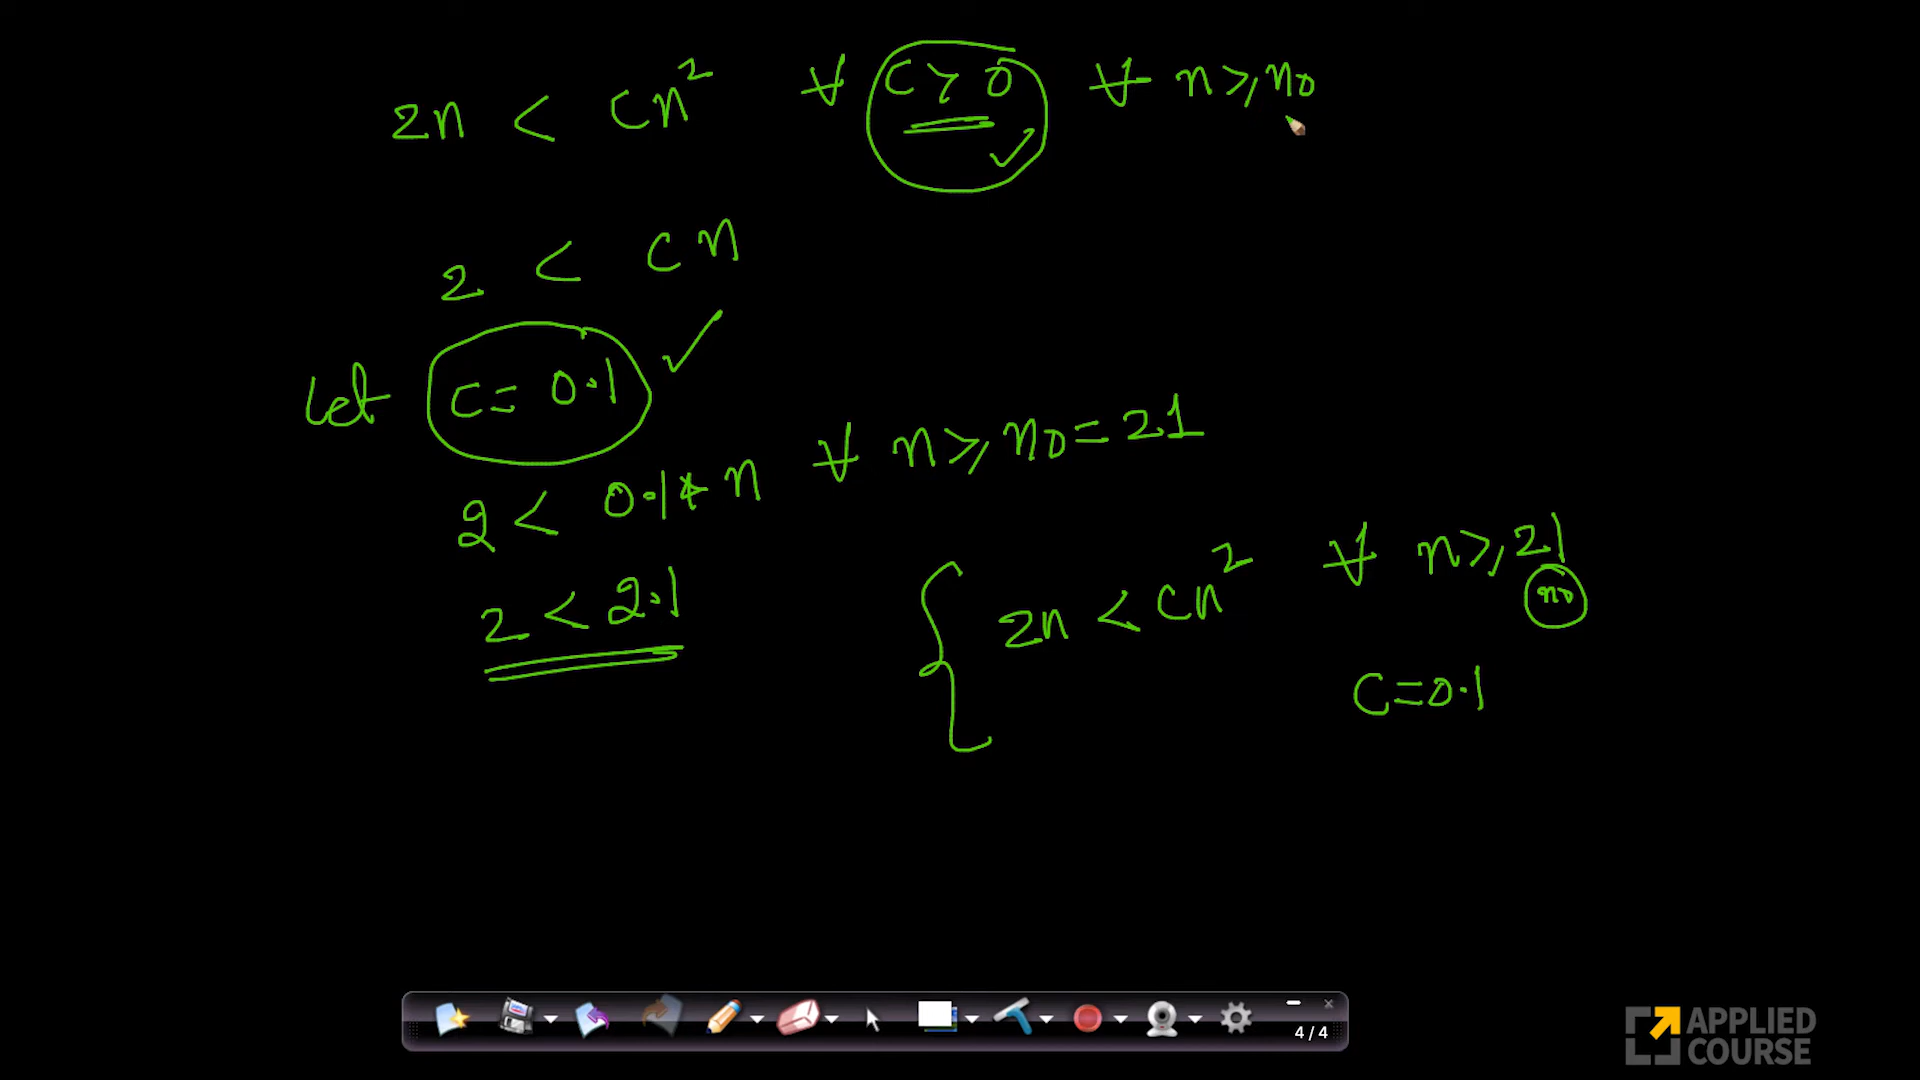 2n < cn² ∀ c > 0 ∀ n ≥ n0
2 < cn
Let c = 0.1 ✓
2 < 0.1 * n ∀ n ≥ n0 = 21
2 < 2.1
2n < cn² ∀ n ≥ 21
n0
c = 0.1
4 / 4
APPLIED
COURSE